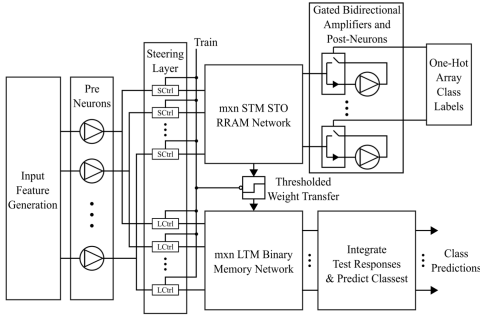 Gated Bidirectional
Amplifiers and
Post-Neurons
Train
Steering
Layer
Pre
Neurons
Input
Feature
Generation
SCtrl
SCtrl
SCtrl
mxn STM STO
RRAM Network
One-Hot
Array
Class
Labels
Thresholded
Weight Transfer
LCtrl
LCtrl
LCtrl
mxn LTM Binary
Memory Network
Integrate
Test Responses
& Predict Classest
Class
Predictions